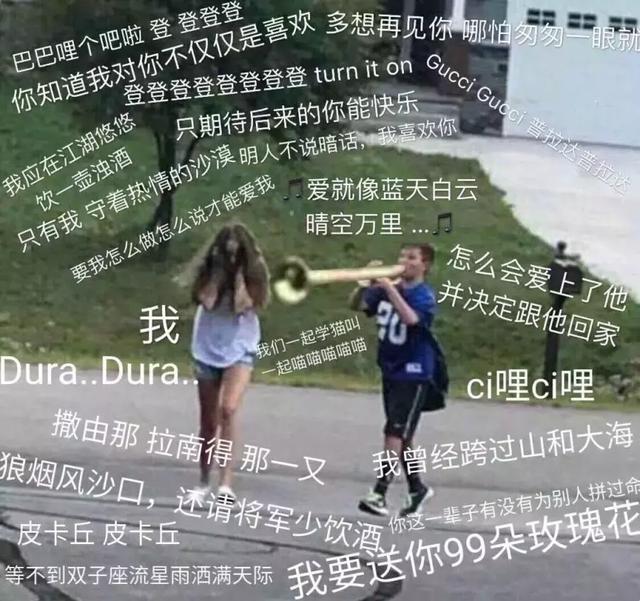 巴巴哩个吧啦 登 登登登
你知道我对你不仅仅是喜欢
多想再见你 哪怕匆匆一眼就
登登登登登登登登 turn it on
Gucci Gucci 普拉达普拉达
只期待后来的你能快乐
我应在江湖悠悠
饮一壶浊酒
只有我 守着热情的沙漠
明人不说暗话，我喜欢你
要我怎么做怎么说才能爱我
🎵爱就像蓝天白云
晴空万里 ...🎵
怎么会爱上了他
并决定跟他回家
我
Dura..Dura..
我们一起学猫叫
一起喵喵喵喵喵
20
ci哩ci哩
撒由那 拉南得 那一又
我曾经跨过山和大海
狼烟风沙口，还请将军少饮酒
你这一辈子有没有为别人拼过命
皮卡丘 皮卡丘
我要送你99朵玫瑰花
等不到双子座流星雨洒满天际